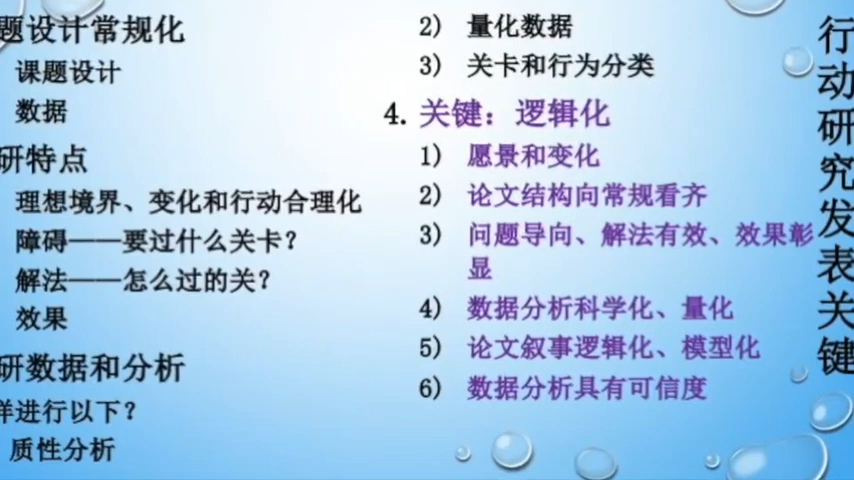 题设计常规化
课题设计
数据
研特点
理想境界、变化和行动合理化
障碍——要过什么关卡？
解法——怎么过的关？
效果
研数据和分析
样进行以下？
质性分析
2) 量化数据
3) 关卡和行为分类
4. 关键：逻辑化
1) 愿景和变化
2) 论文结构向常规看齐
3) 问题导向、解法有效、效果彰
显
4) 数据分析科学化、量化
5) 论文叙事逻辑化、模型化
6) 数据分析具有可信度
行动研究发表关键